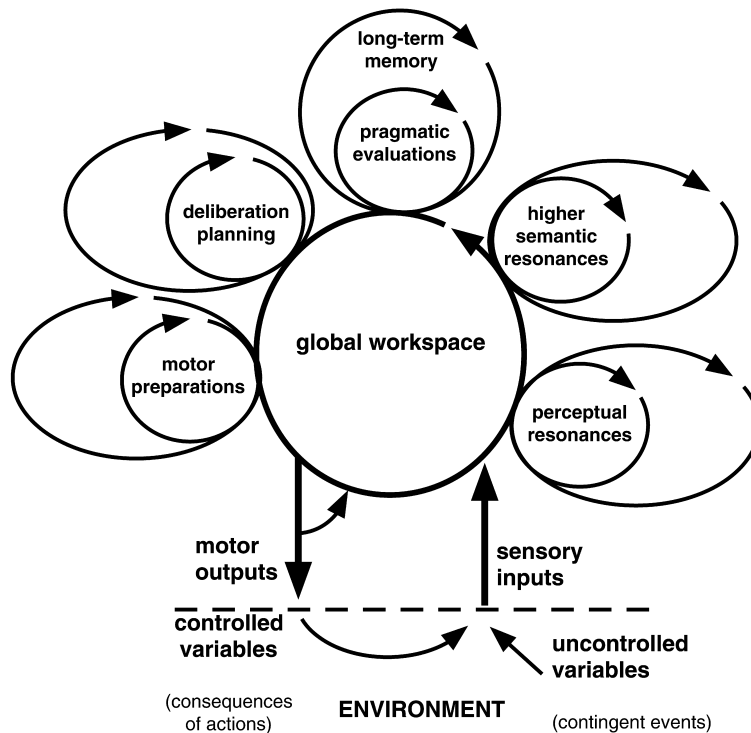 long-term
memory
pragmatic
evaluations
deliberation
planning
higher
semantic
resonances
global workspace
motor
preparations
perceptual
resonances
motor
outputs
sensory
inputs
controlled
variables
uncontrolled
variables
(consequences
of actions)
ENVIRONMENT
(contingent events)